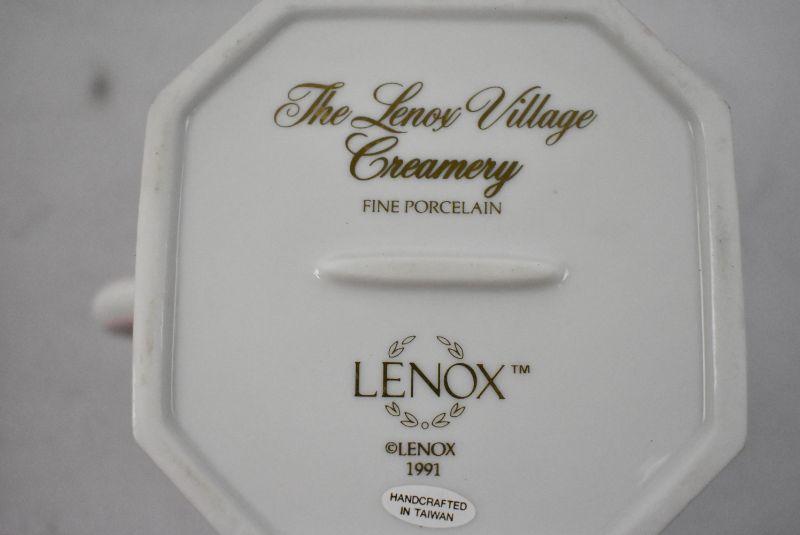 The Lenox Village
Creamery
FINE PORCELAIN
LENOX™
©LENOX
1991
HANDCRAFTED
IN TAIWAN